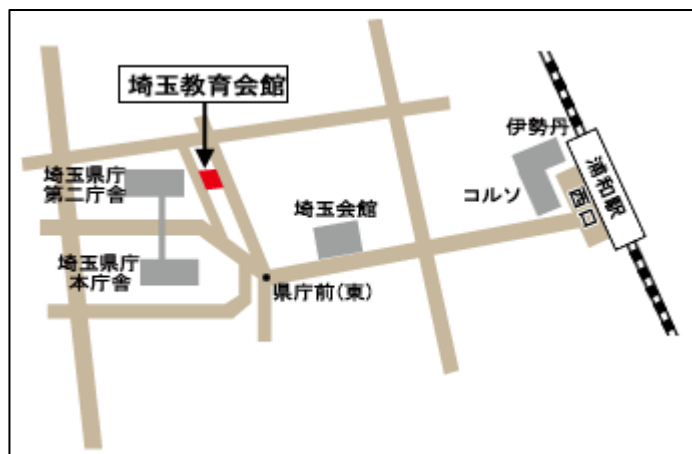 埼玉教育会館
伊勢丹
浦和駅
西口
コルソ
埼玉県庁
第二庁舎
埼玉会館
埼玉県庁
本庁舎
県庁前(東)